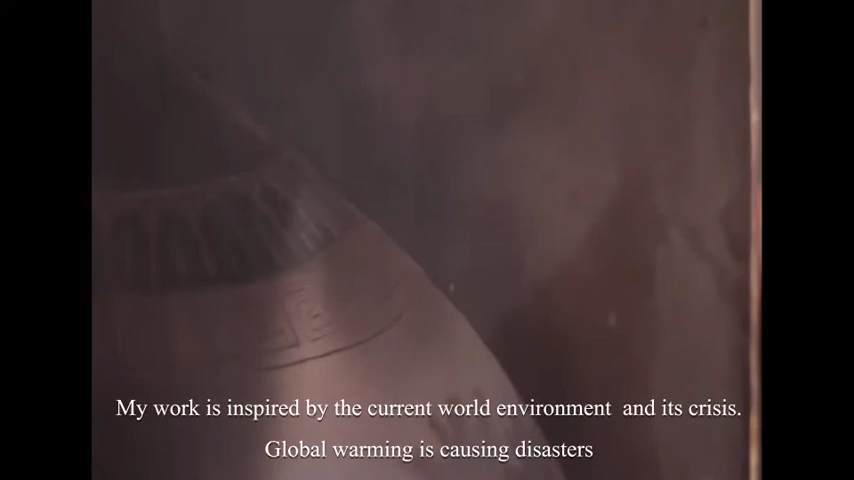 My work is inspired by the current world environment  and its crisis.
Global warming is causing disasters